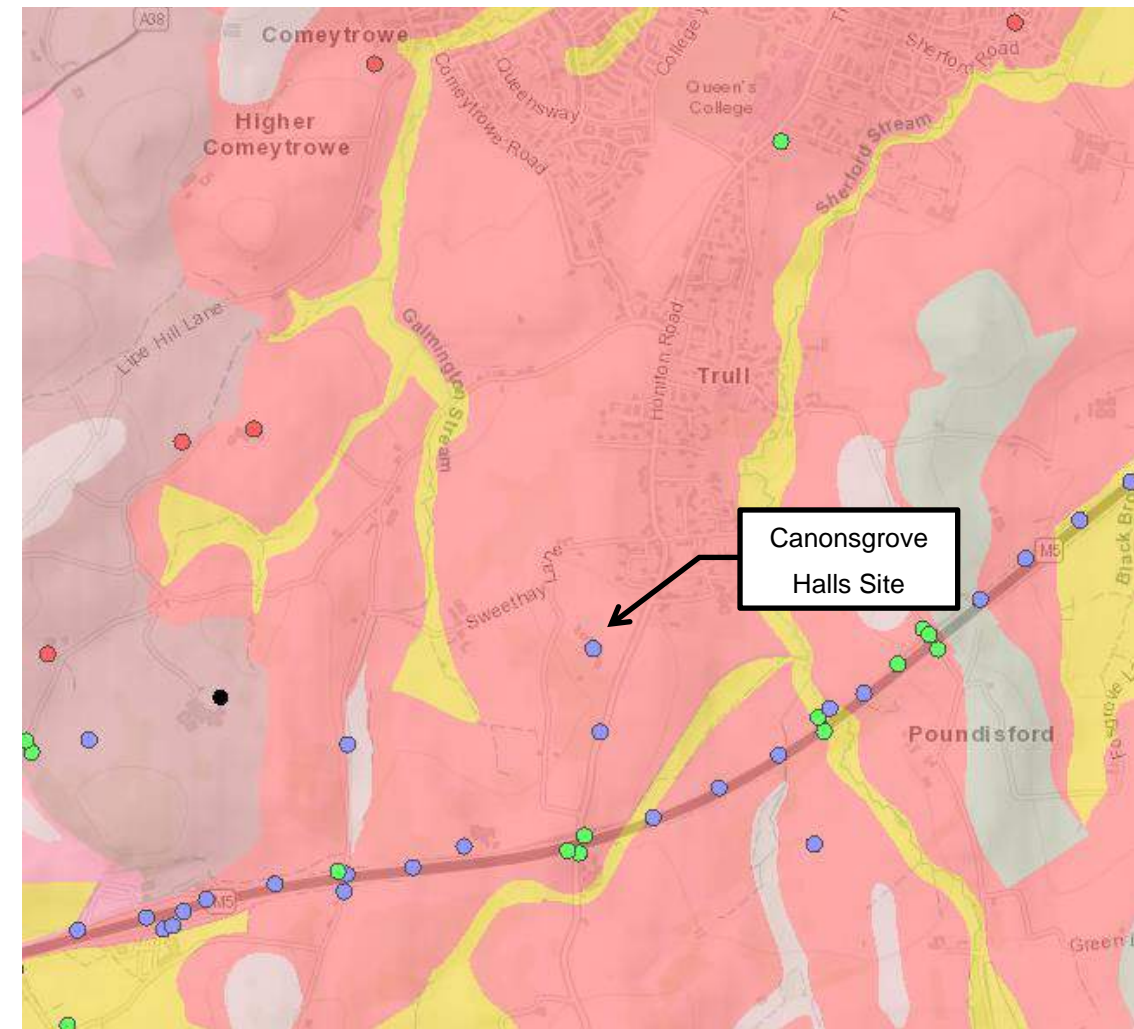 A38
Comeytrowe
College
Sherford Road
Queensway
Comeytrowe Road
Queen's
College
Higher
Comeytrowe
Sherford Stream
Lipe Hill Lane
Galmington Stream
Honiton Road
Trull
Canonsgrove
Halls Site
M5
Black Bro
Sweethay Lane
Poundisford
M5
Green